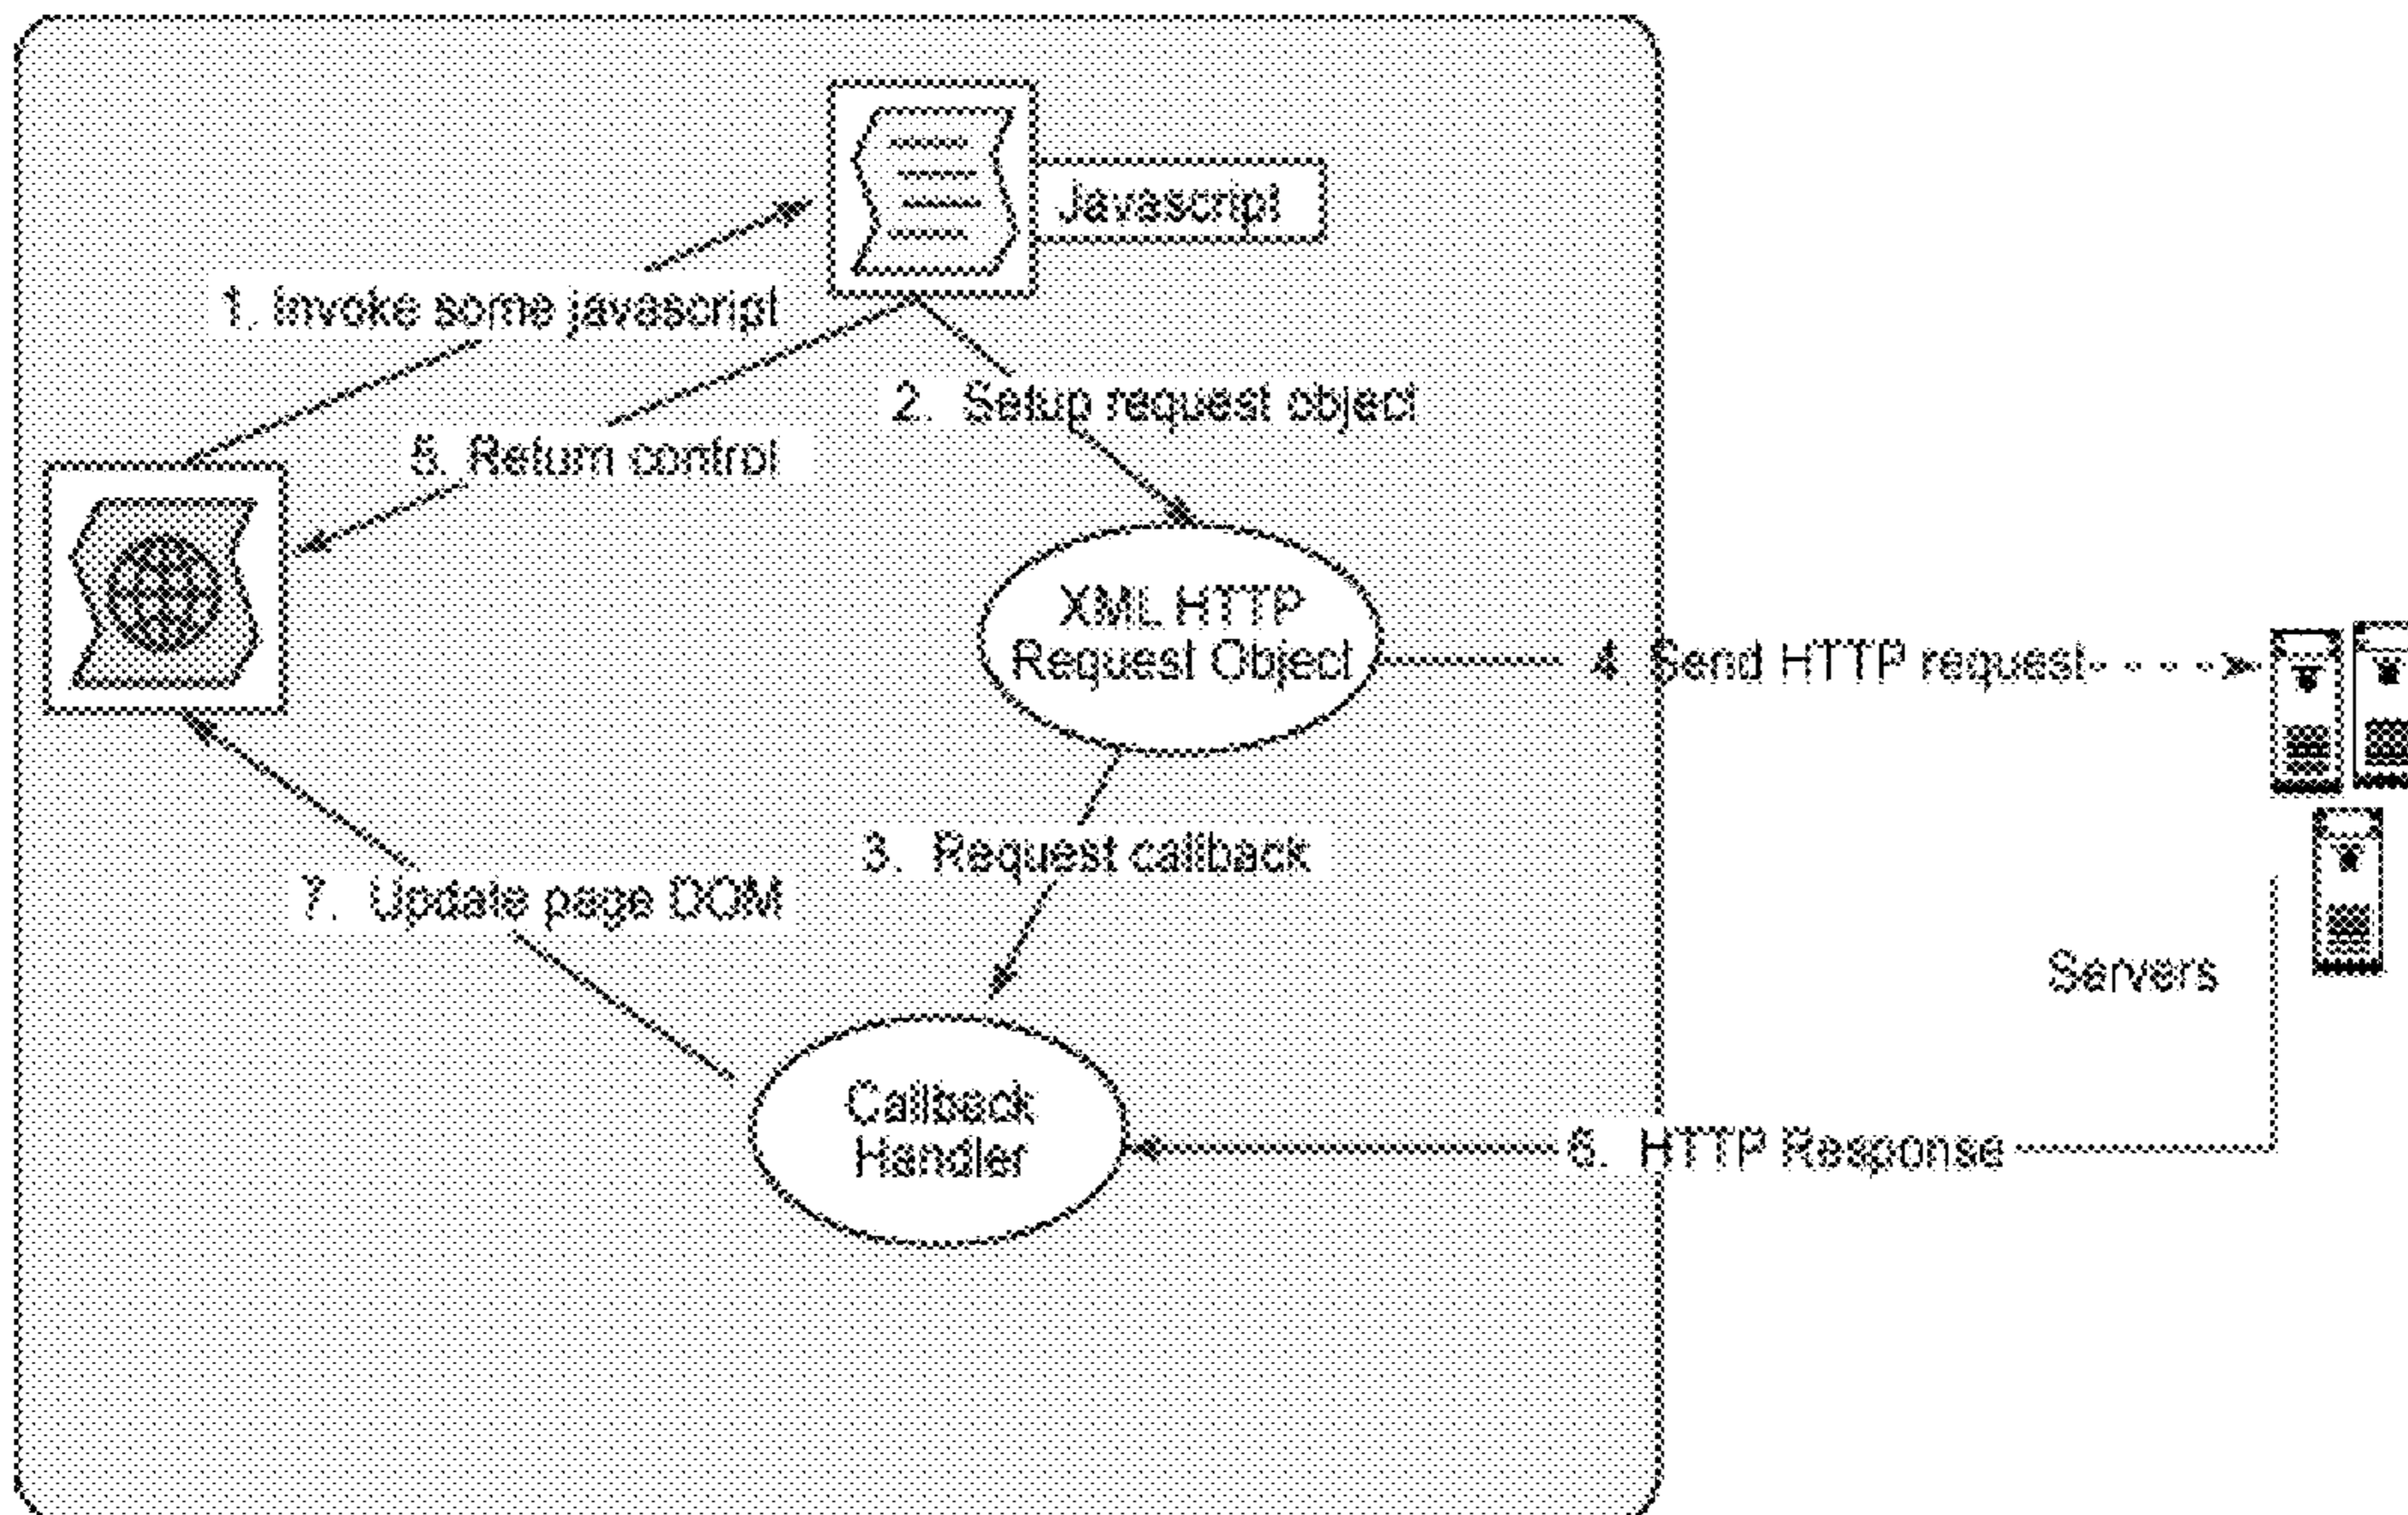 Javascript
1. Invoke some javascript
2. Setup request object
5. Return control
XML HTTP
Request Object
4. Send HTTP request
3. Request callback
7. Update page DOM
Servers
Callback
Handler
6. HTTP Response